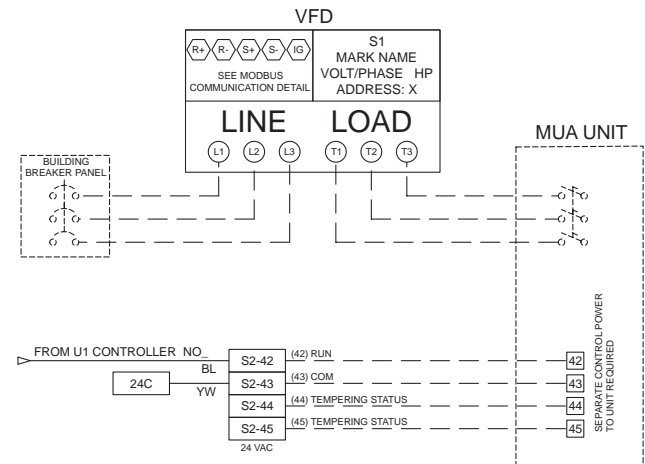 VFD
R+ R- S+ S- IG
SEE MODBUS
COMMUNICATION DETAIL
S1
MARK NAME
VOLT/PHASE HP
ADDRESS: X
LINE LOAD
L1 L2 L3 T1 T2 T3
BUILDING
BREAKER PANEL
MUA UNIT
FROM U1 CONTROLLER NO_
BL
24C
YW
S2-42
S2-43
S2-44
S2-45
24 VAC
(42) RUN
(43) COM
(44) TEMPERING STATUS
(45) TEMPERING STATUS
42
43
44
45
SEPARATE CONTROL POWER
TO UNIT REQUIRED